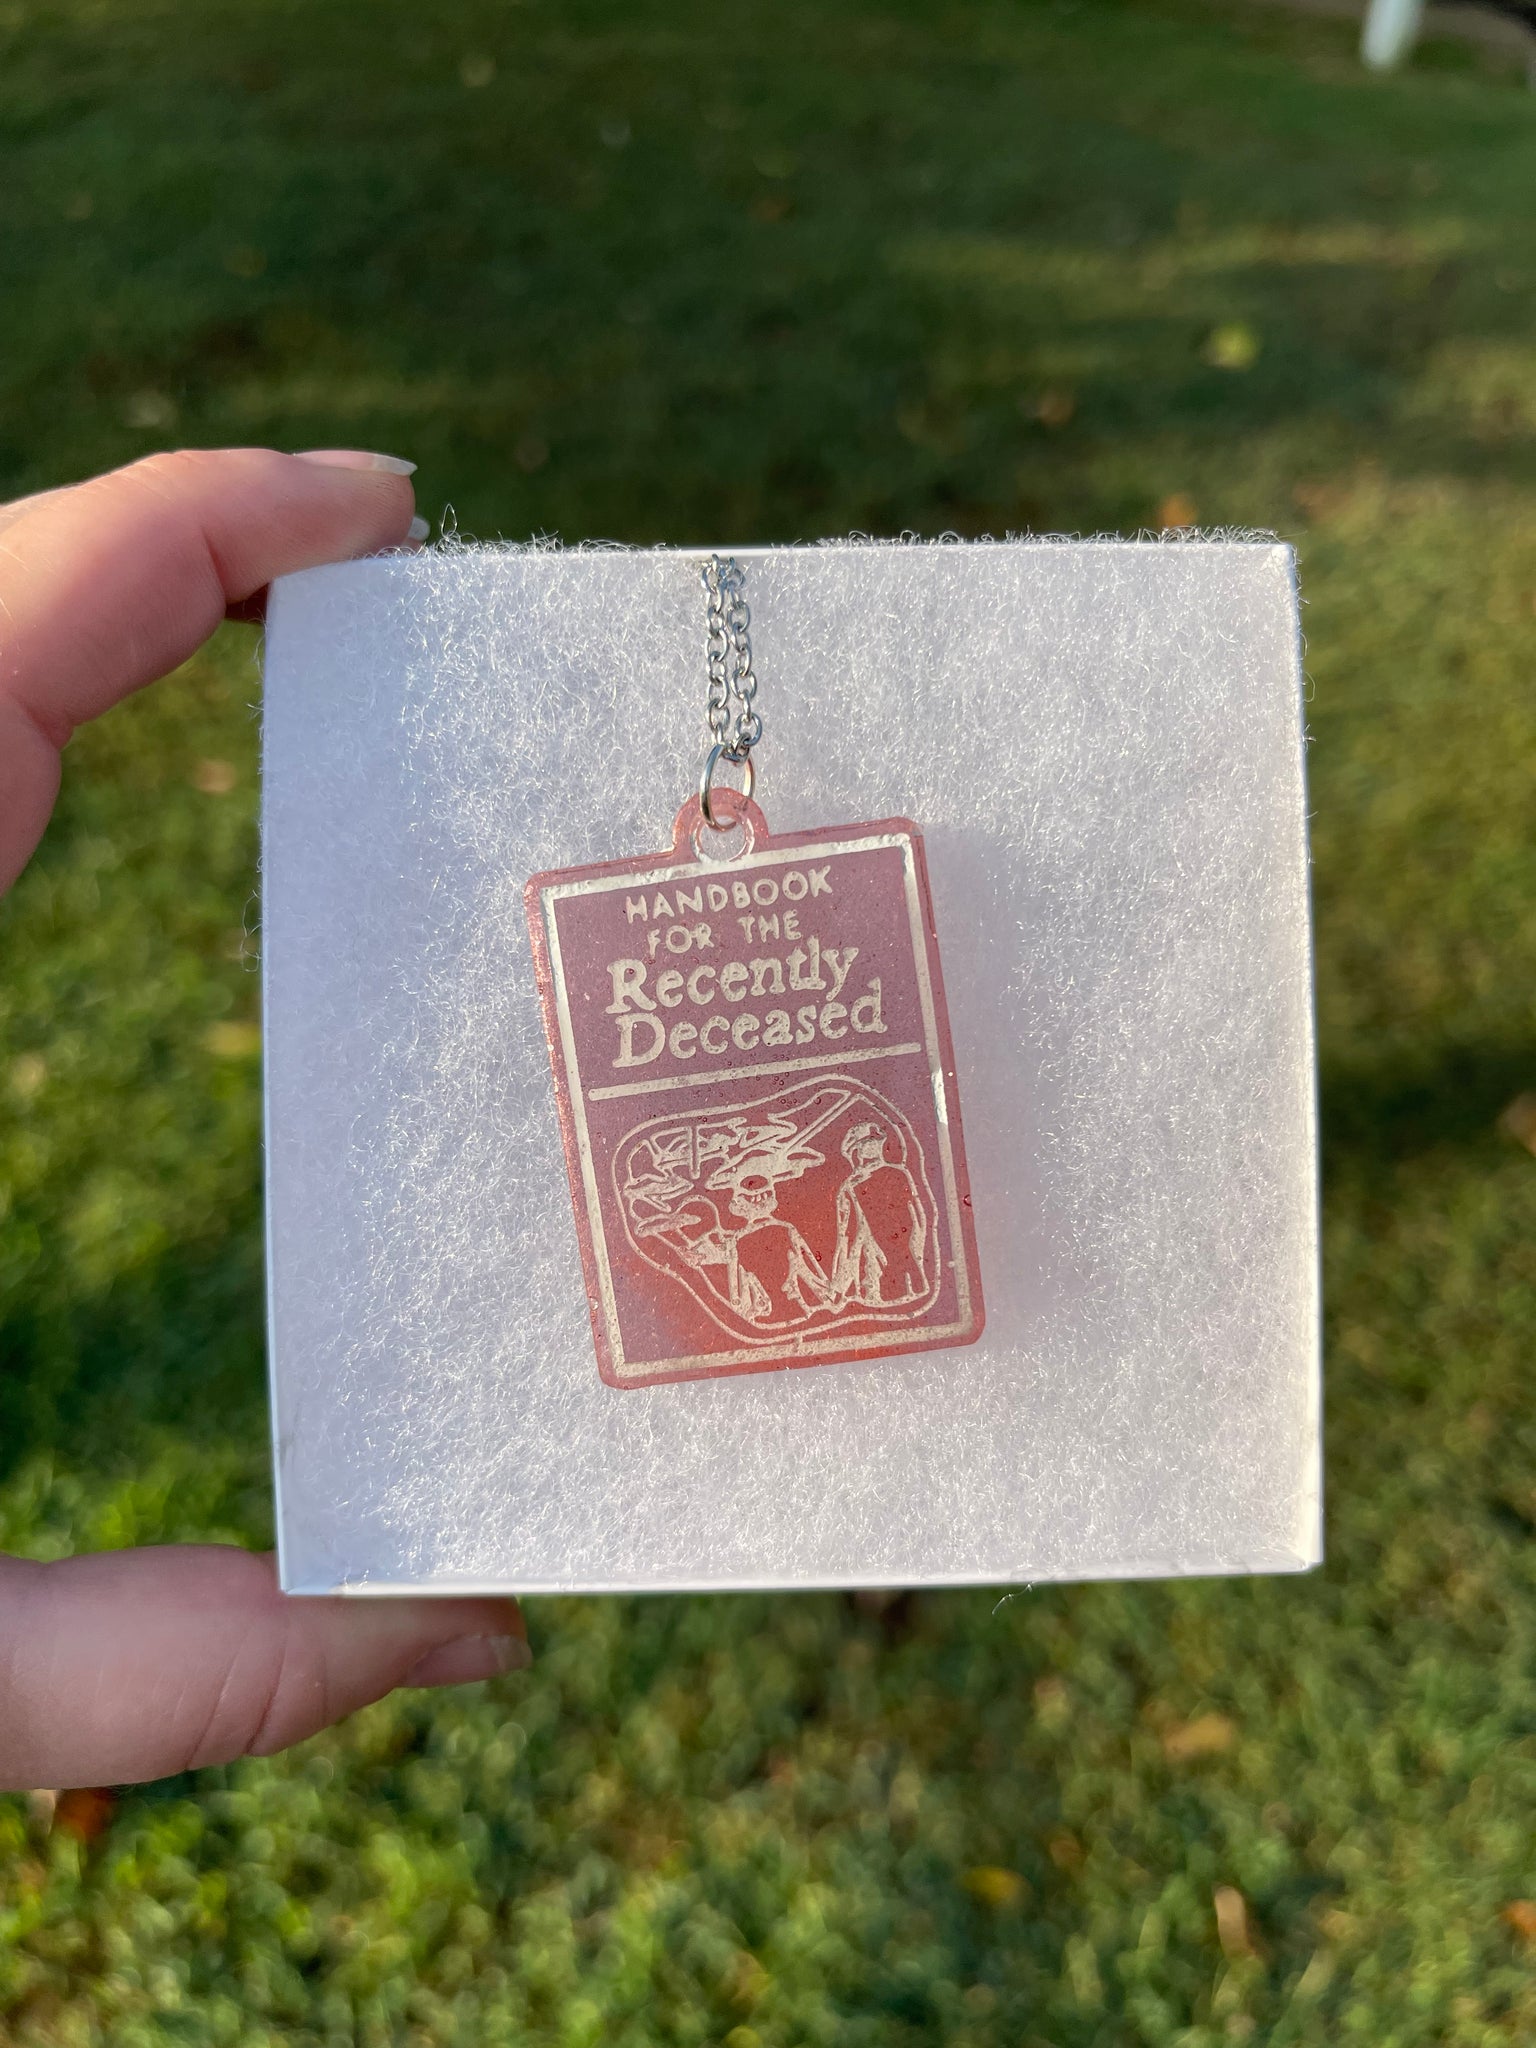 HANDBOOK
FOR THE
Recently
Deceased